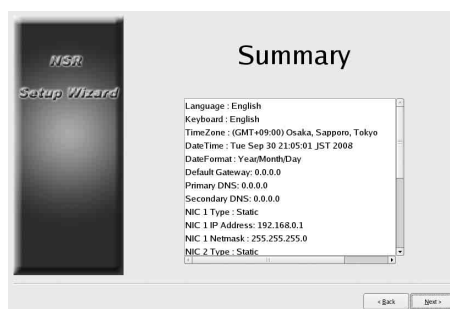 NSR
Setup Wizard
Summary
Language : English
Keyboard : English
TimeZone : (GMT+09:00) Osaka, Sapporo, Tokyo
DateTime : Tue Sep 30 21:05:01 JST 2008
DateFormat : Year/Month/Day
Default Gateway: 0.0.0.0
Primary DNS: 0.0.0.0
Secondary DNS: 0.0.0.0
NIC 1 Type : Static
NIC 1 IP Address: 192.168.0.1
NIC 1 Netmask : 255.255.255.0
NIC 2 Type : Static
< Back
Next >